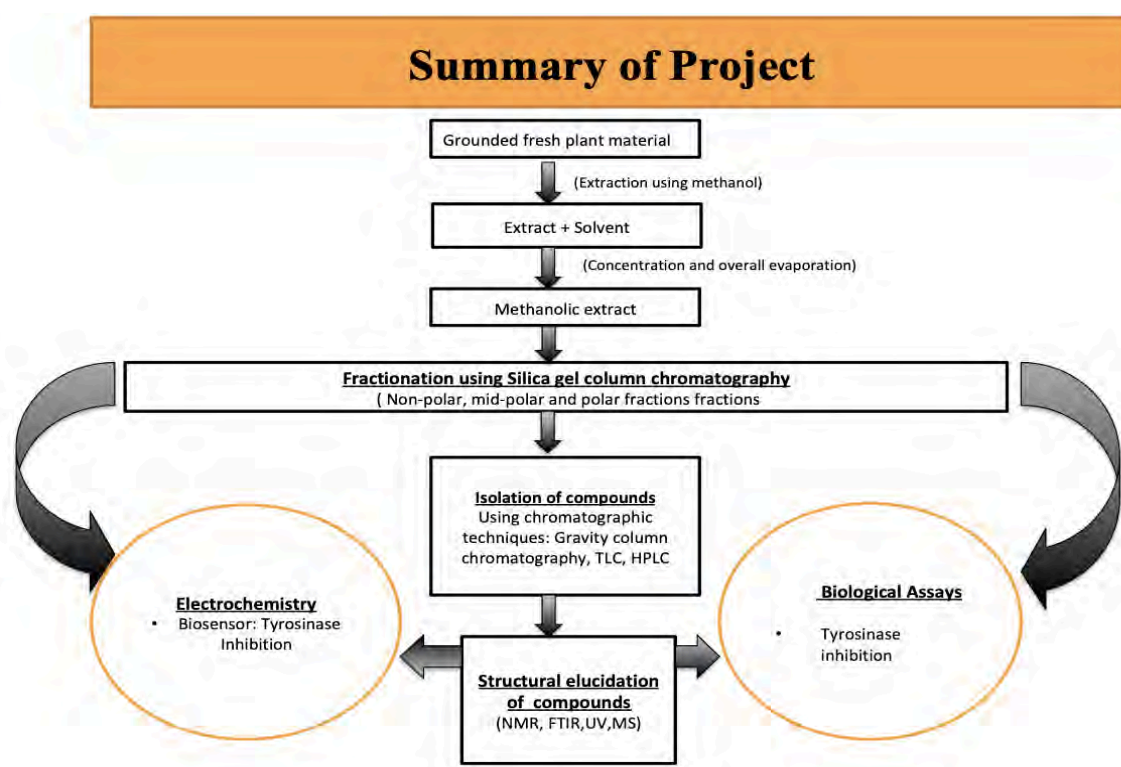 Summary of Project
Grounded fresh plant material
(Extraction using methanol)
Extract + Solvent
(Concentration and overall evaporation)
Methanolic extract
Fractionation using Silica gel column chromatography
( Non-polar, mid-polar and polar fractions fractions
Isolation of compounds
Using chromatographic
techniques: Gravity column
chromatography, TLC, HPLC
Electrochemistry
• Biosensor: Tyrosinase
Inhibition
Biological Assays
• Tyrosinase
inhibition
Structural elucidation
of compounds
(NMR, FTIR,UV,MS)